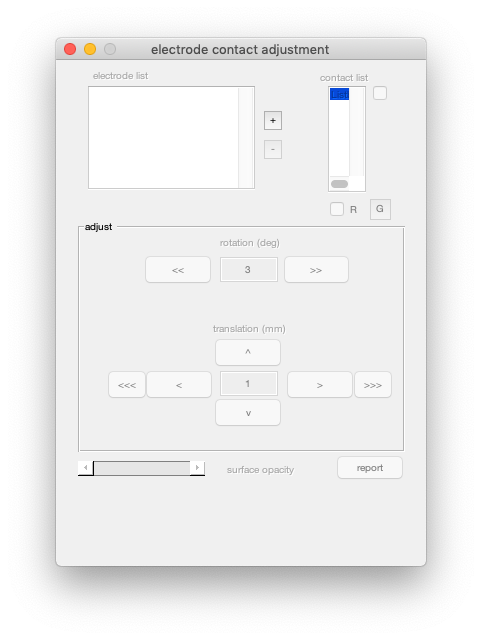 electrode contact adjustment
electrode list
contact list
+
-
R
G
adjust
rotation (deg)
<< 3 >>
translation (mm)
^
<<< < 1 > >>>
v
surface opacity
report